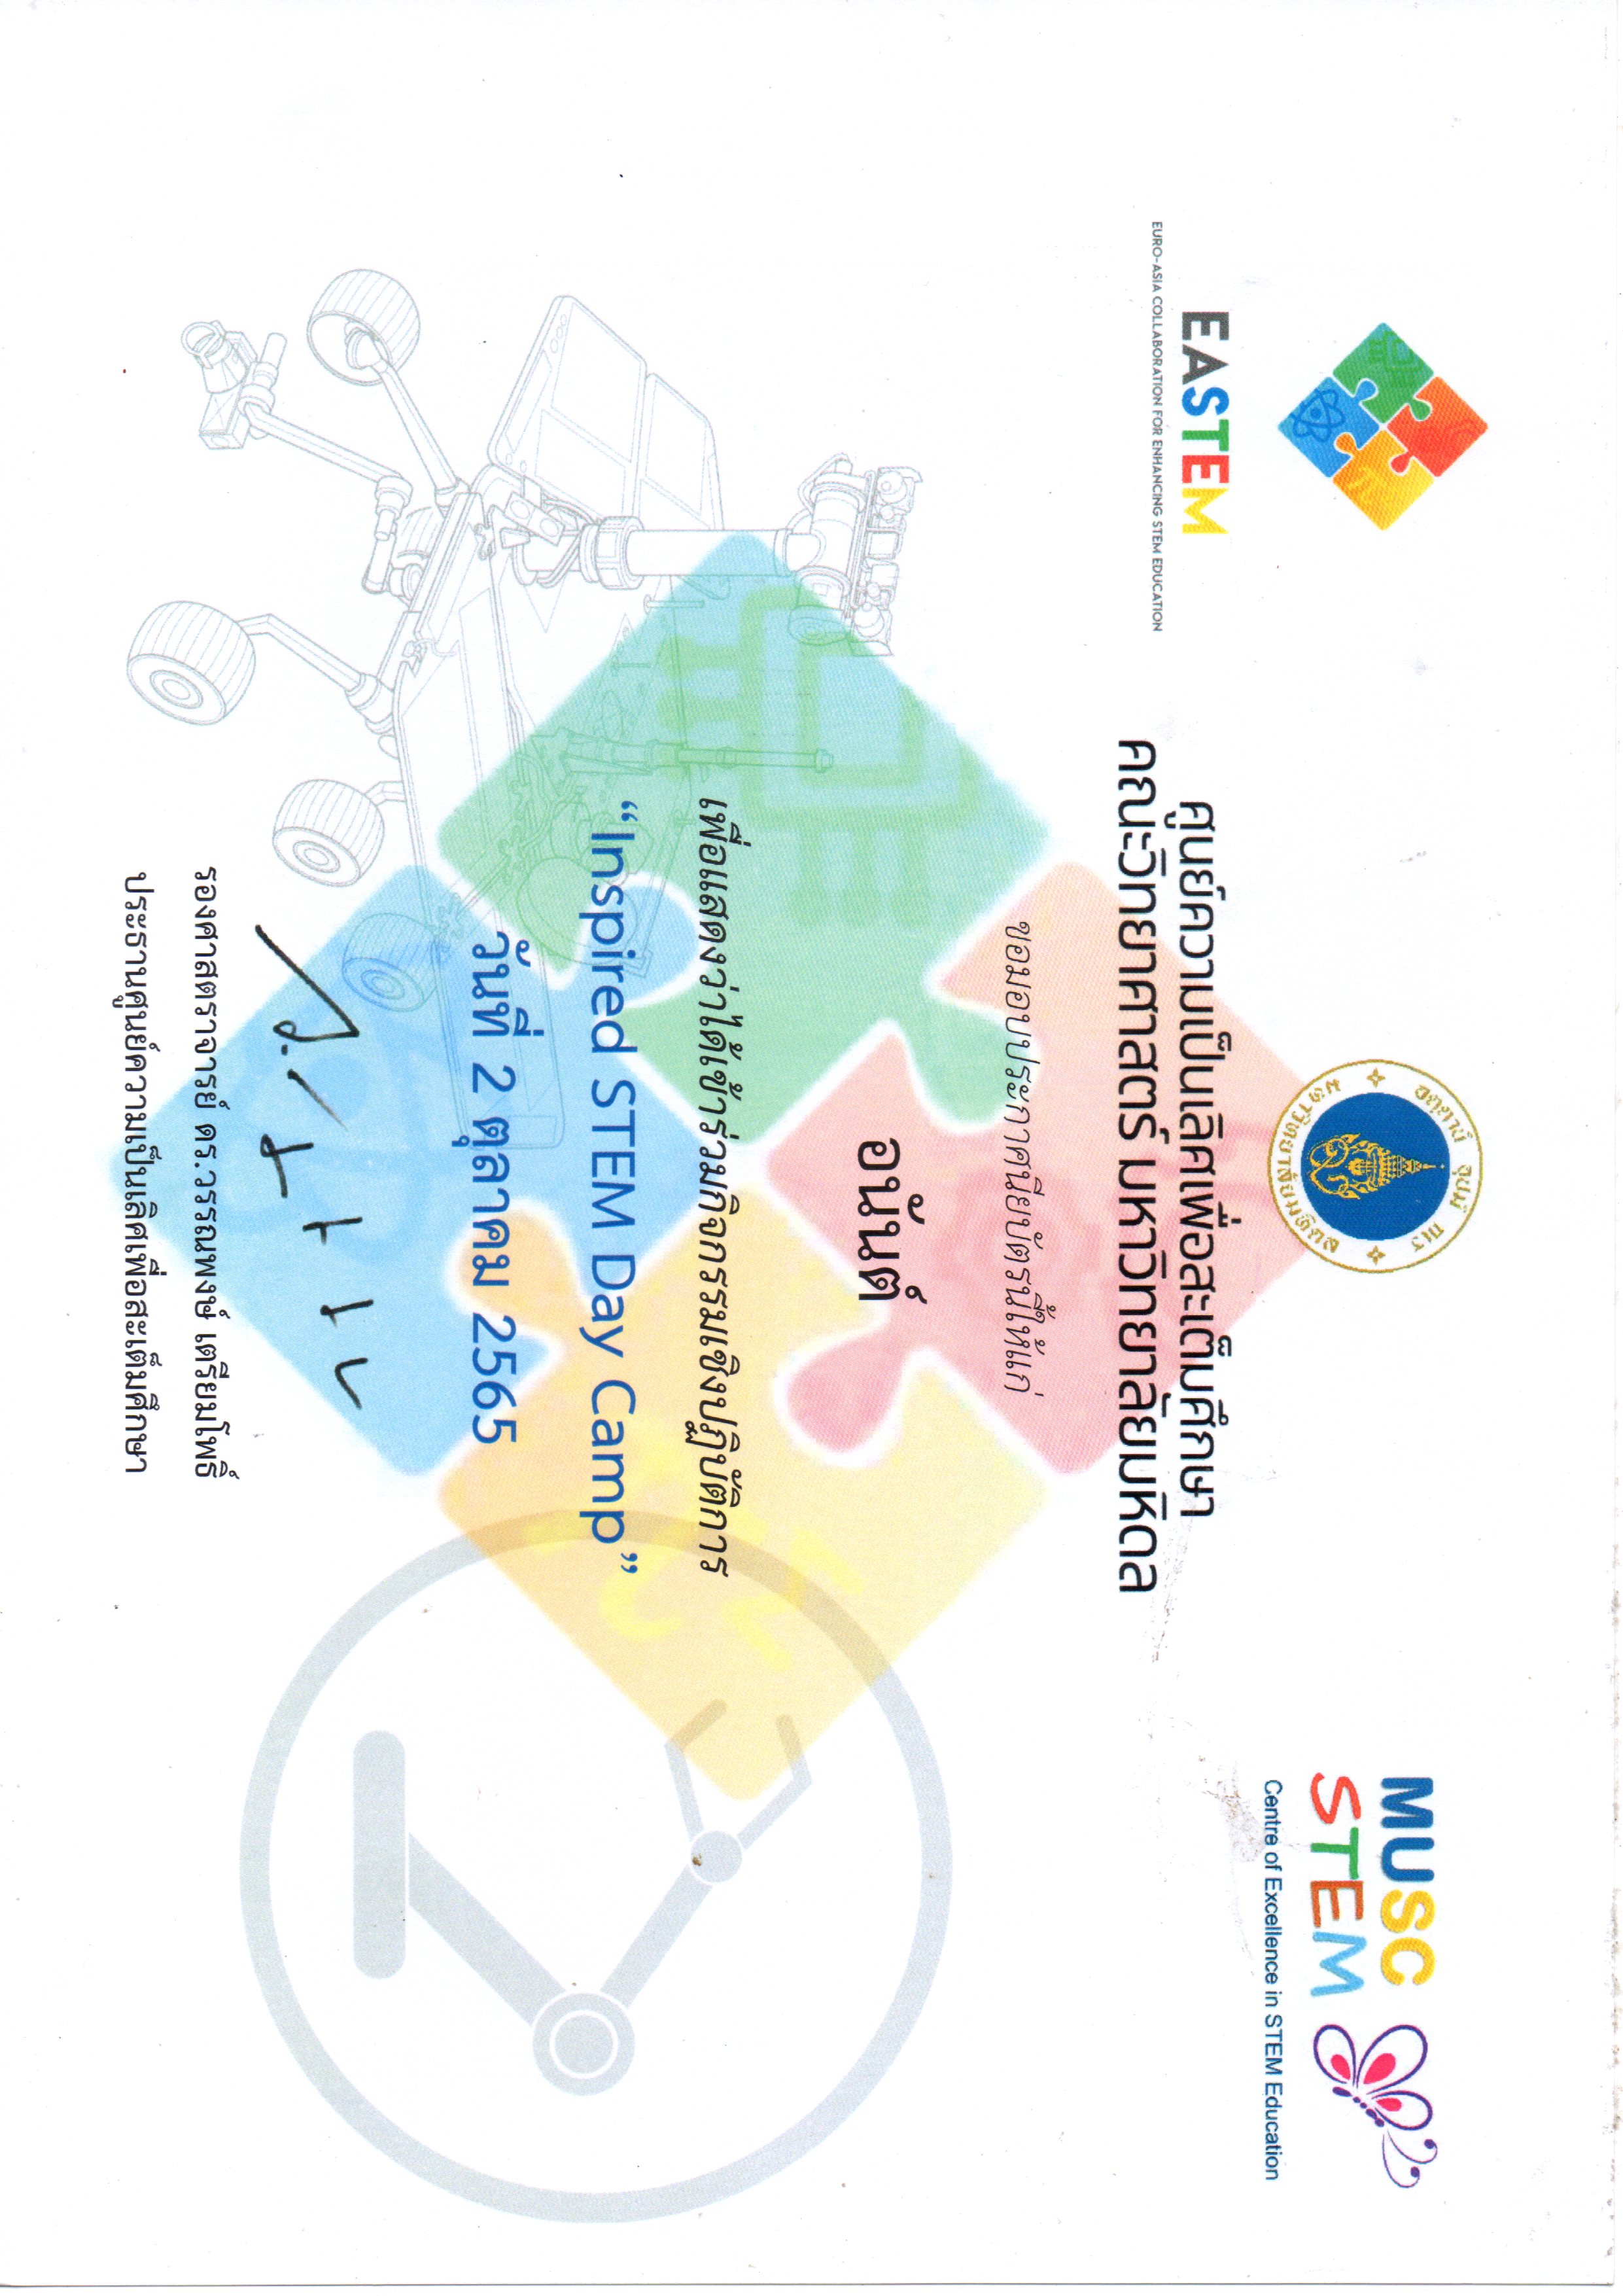 EASTEM
EURO-ASIA COLLABORATION FOR ENHANCING STEM EDUCATION
อตฺตานํ อุปมํ กเร
มหาวิทยาลัยมหิดล
MUSC
STEM
Centre of Excellence in STEM Education
ศูนย์ความเป็นเลิศเพื่อสะเต็มศึกษา
คณะวิทยาศาสตร์ มหาวิทยาลัยมหิดล
ขอมอบประกาศนียบัตรนี้ให้แก่
อนันต์
เพื่อแสดงว่าได้เข้าร่วมกิจกรรมเชิงปฏิบัติการ
“Inspired STEM Day Camp”
วันที่ 2 ตุลาคม 2565
รองศาสตราจารย์ ดร.วรรณพงษ์ เตรียมโพธิ์
ประธานศูนย์ความเป็นเลิศเพื่อสะเต็มศึกษา